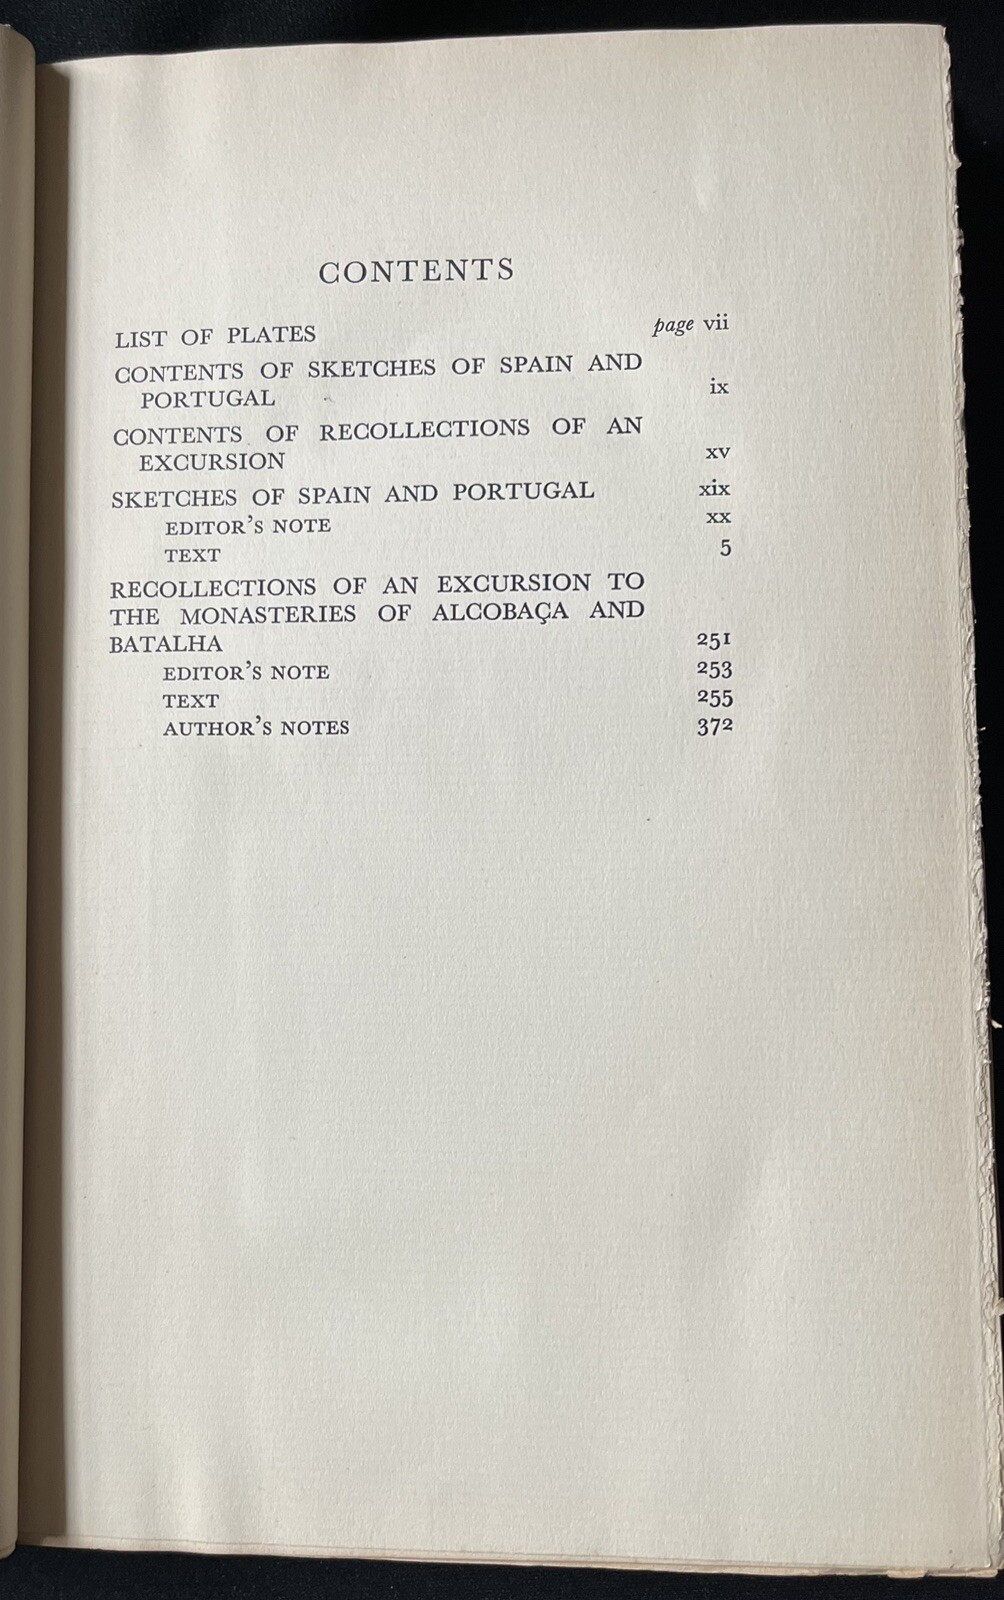 CONTENTS
LIST OF PLATES page vii
CONTENTS OF SKETCHES OF SPAIN AND
PORTUGAL ix
CONTENTS OF RECOLLECTIONS OF AN
EXCURSION xv
SKETCHES OF SPAIN AND PORTUGAL xix
EDITOR'S NOTE xx
TEXT 5
RECOLLECTIONS OF AN EXCURSION TO
THE MONASTERIES OF ALCOBAÇA AND
BATALHA 251
EDITOR'S NOTE 253
TEXT 255
AUTHOR'S NOTES 372